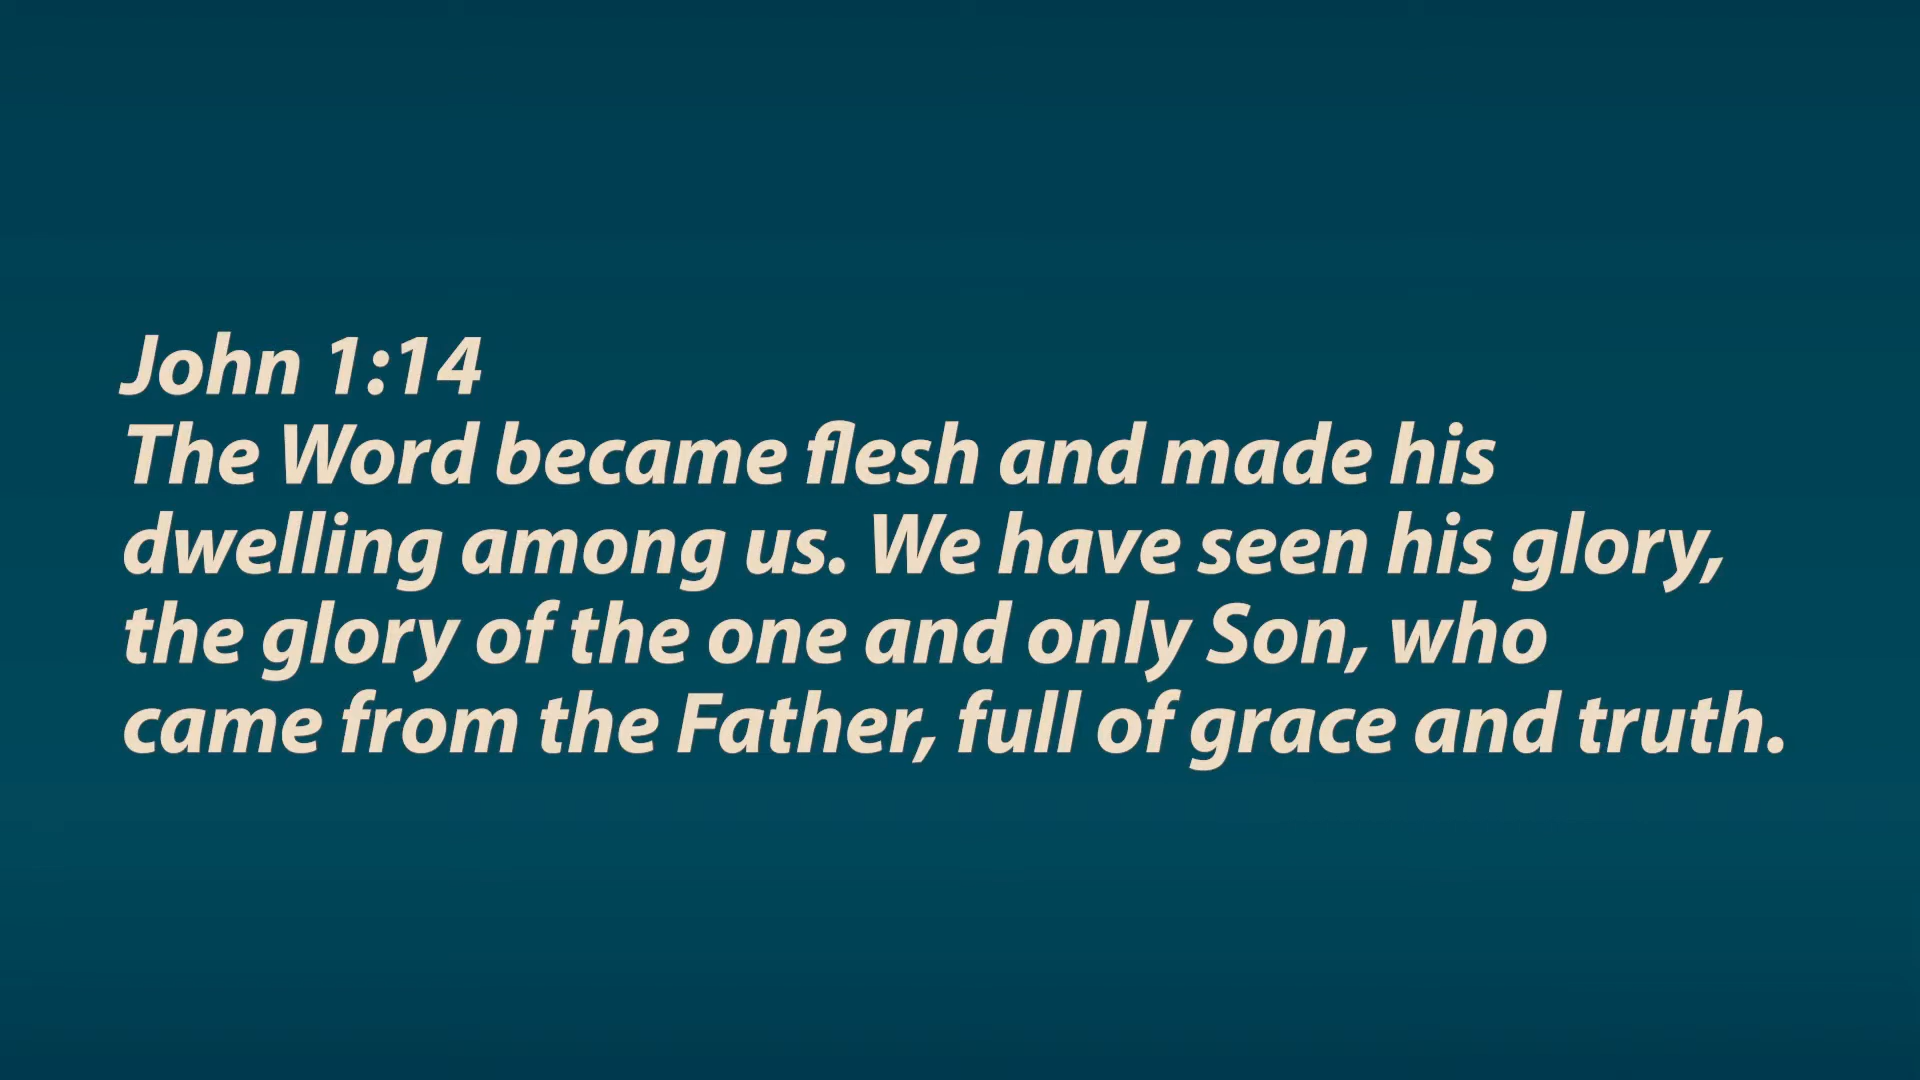 John 1:14
The Word became flesh and made his
dwelling among us. We have seen his glory,
the glory of the one and only Son, who
came from the Father, full of grace and truth.